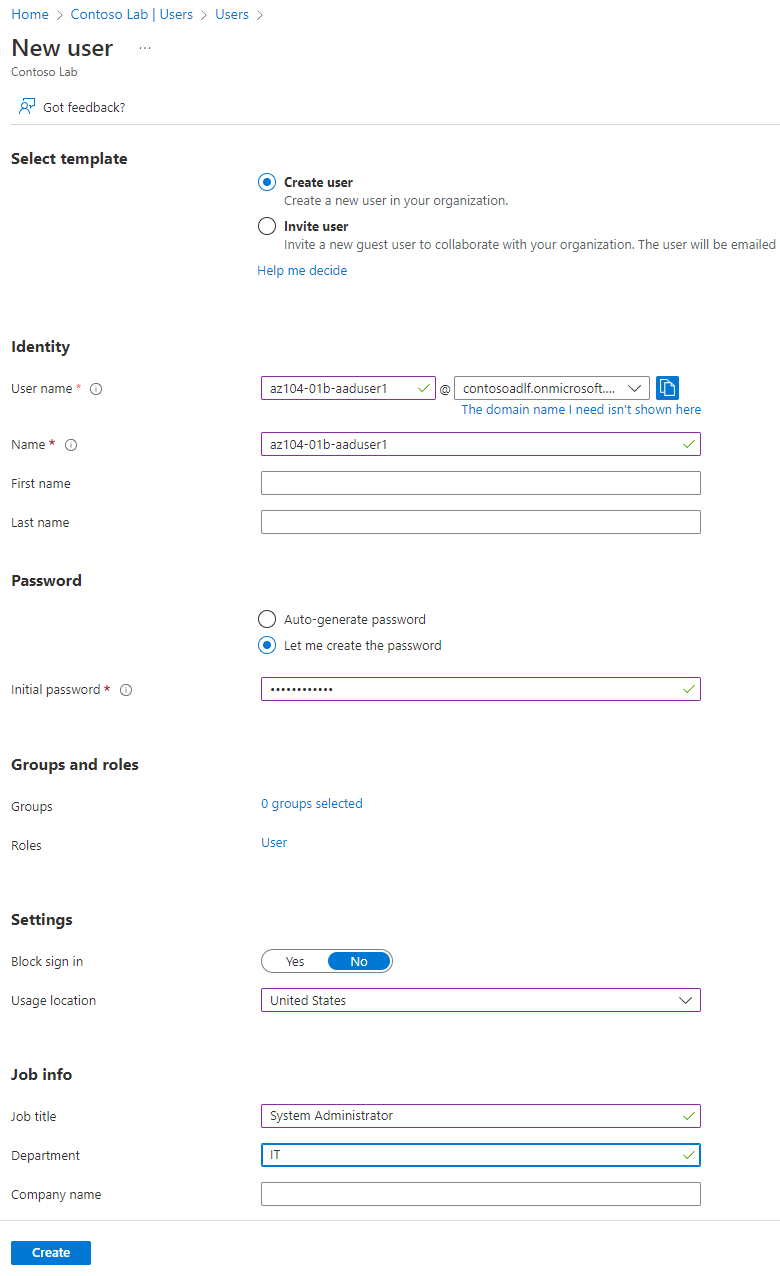 Home > Contoso Lab | Users > Users >
New user ...
Contoso Lab
Got feedback?
Select template
Create user
Create a new user in your organization.
Invite user
Invite a new guest user to collaborate with your organization. The user will be emailed
Help me decide
Identity
User name * az104-01b-aaduser1 @ contosoadlf.onmicrosoft....
The domain name I need isn't shown here
Name * az104-01b-aaduser1
First name
Last name
Password
Auto-generate password
Let me create the password
Initial password * ••••••••••••
Groups and roles
Groups 0 groups selected
Roles User
Settings
Block sign in Yes No
Usage location United States
Job info
Job title System Administrator
Department IT
Company name
Create